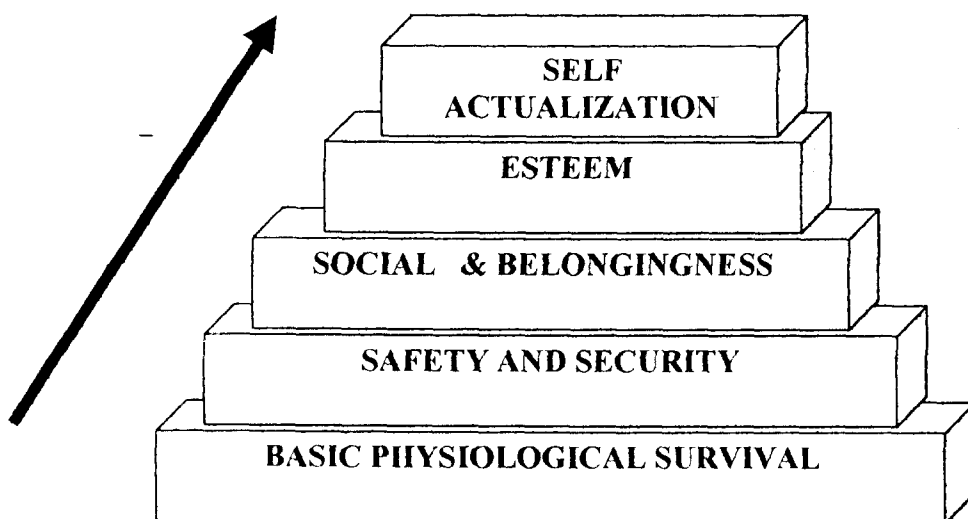 SELF
ACTUALIZATION
ESTEEM
SOCIAL & BELONGINGNESS
SAFETY AND SECURITY
BASIC PHYSIOLOGICAL SURVIVAL